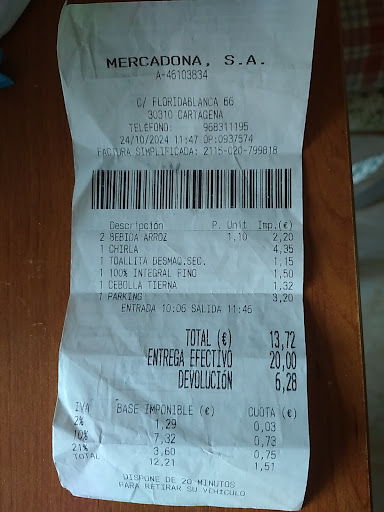 MERCADONA, S.A.
A-46103834
C/ FLORIDABLANCA 66
30310 CARTAGENA
TELÉFONO: 968311195
24/10/2024 11:47 OP:0937574
FACTURA SIMPLIFICADA: 2115-020-799818
Descripción P. Unit Imp.(€)
2 BEBIDA ARROZ 1,10 2,20
1 CHIRLA 4,35
1 TOALLITA DESMAQ.SEC. 1,15
1 100% INTEGRAL FINO 1,50
1 CEBOLLA TIERNA 1,32
1 PARKING 3,20
ENTRADA 10:06 SALIDA 11:46
TOTAL (€) 13,72
ENTREGA EFECTIVO 20,00
DEVOLUCIÓN 6,28
IVA BASE IMPONIBLE (€) CUOTA (€)
2% 1,29 0,03
10% 7,32 0,73
21% 3,60 0,75
TOTAL 12,21 1,51
DISPONE DE 20 MINUTOS
PARA RETIRAR SU VEHÍCULO